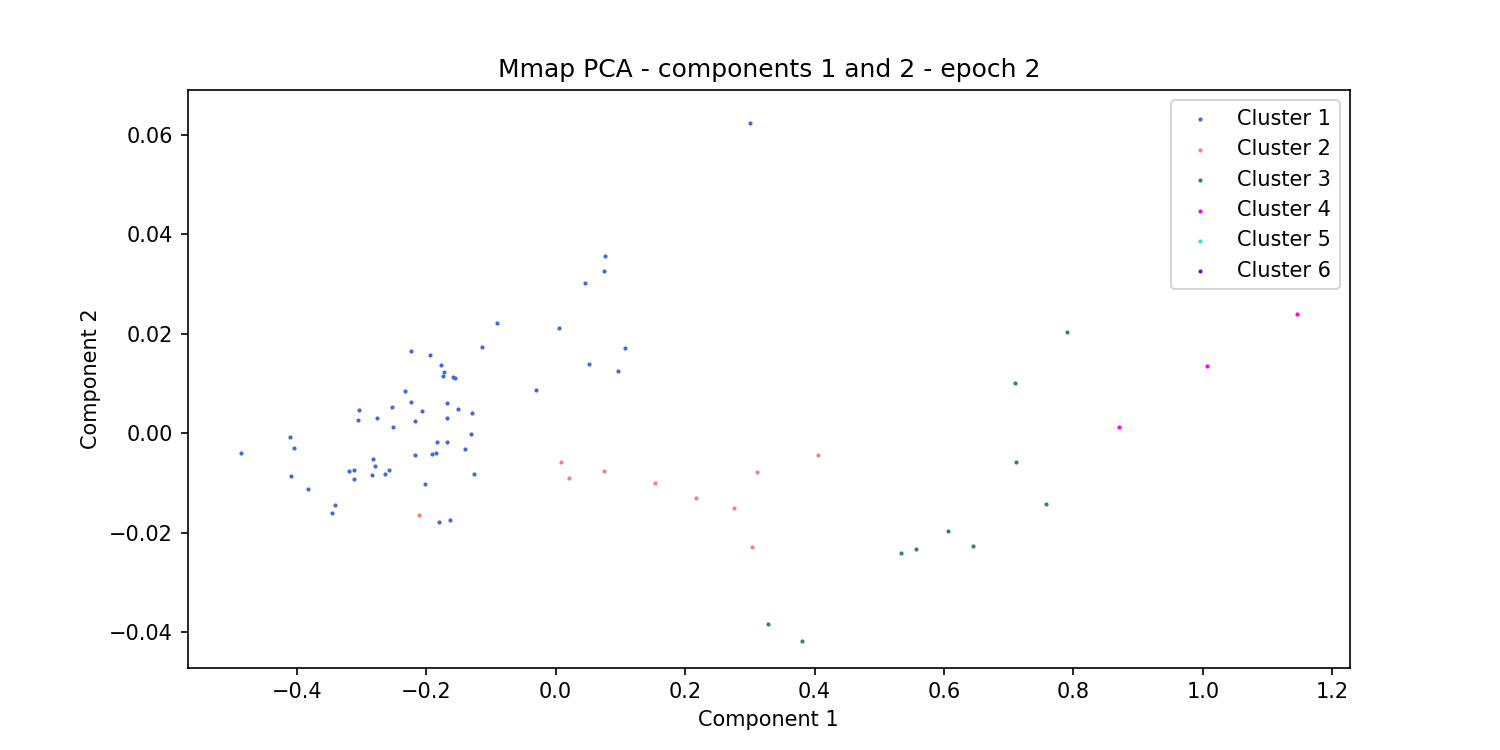 Mmap PCA - components 1 and 2 - epoch 2
Cluster 1
Cluster 2
Cluster 3
Cluster 4
Cluster 5
Cluster 6
Component 2
0.06
0.04
0.02
0.00
−0.02
−0.04
−0.4
−0.2
0.0
0.2
0.4
0.6
0.8
1.0
1.2
Component 1